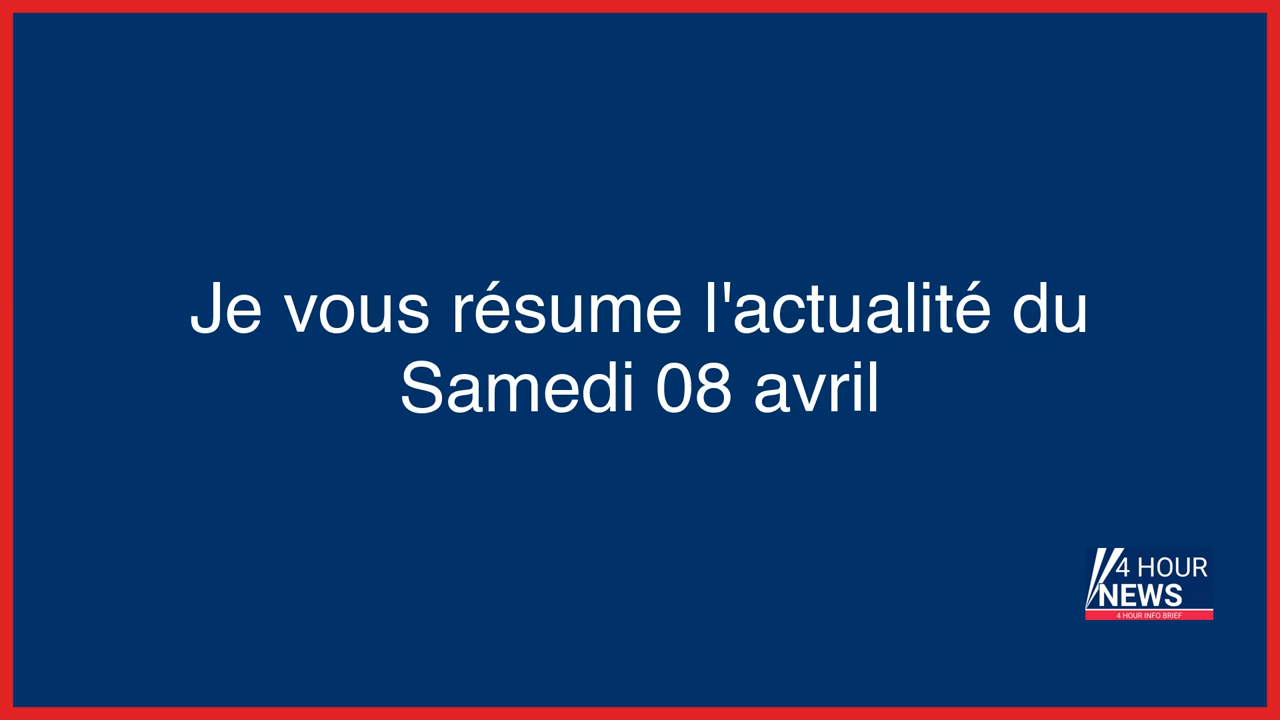 Je vous résume l'actualité du
Samedi 08 avril
4 HOUR
NEWS
4 HOUR INFO BRIEF